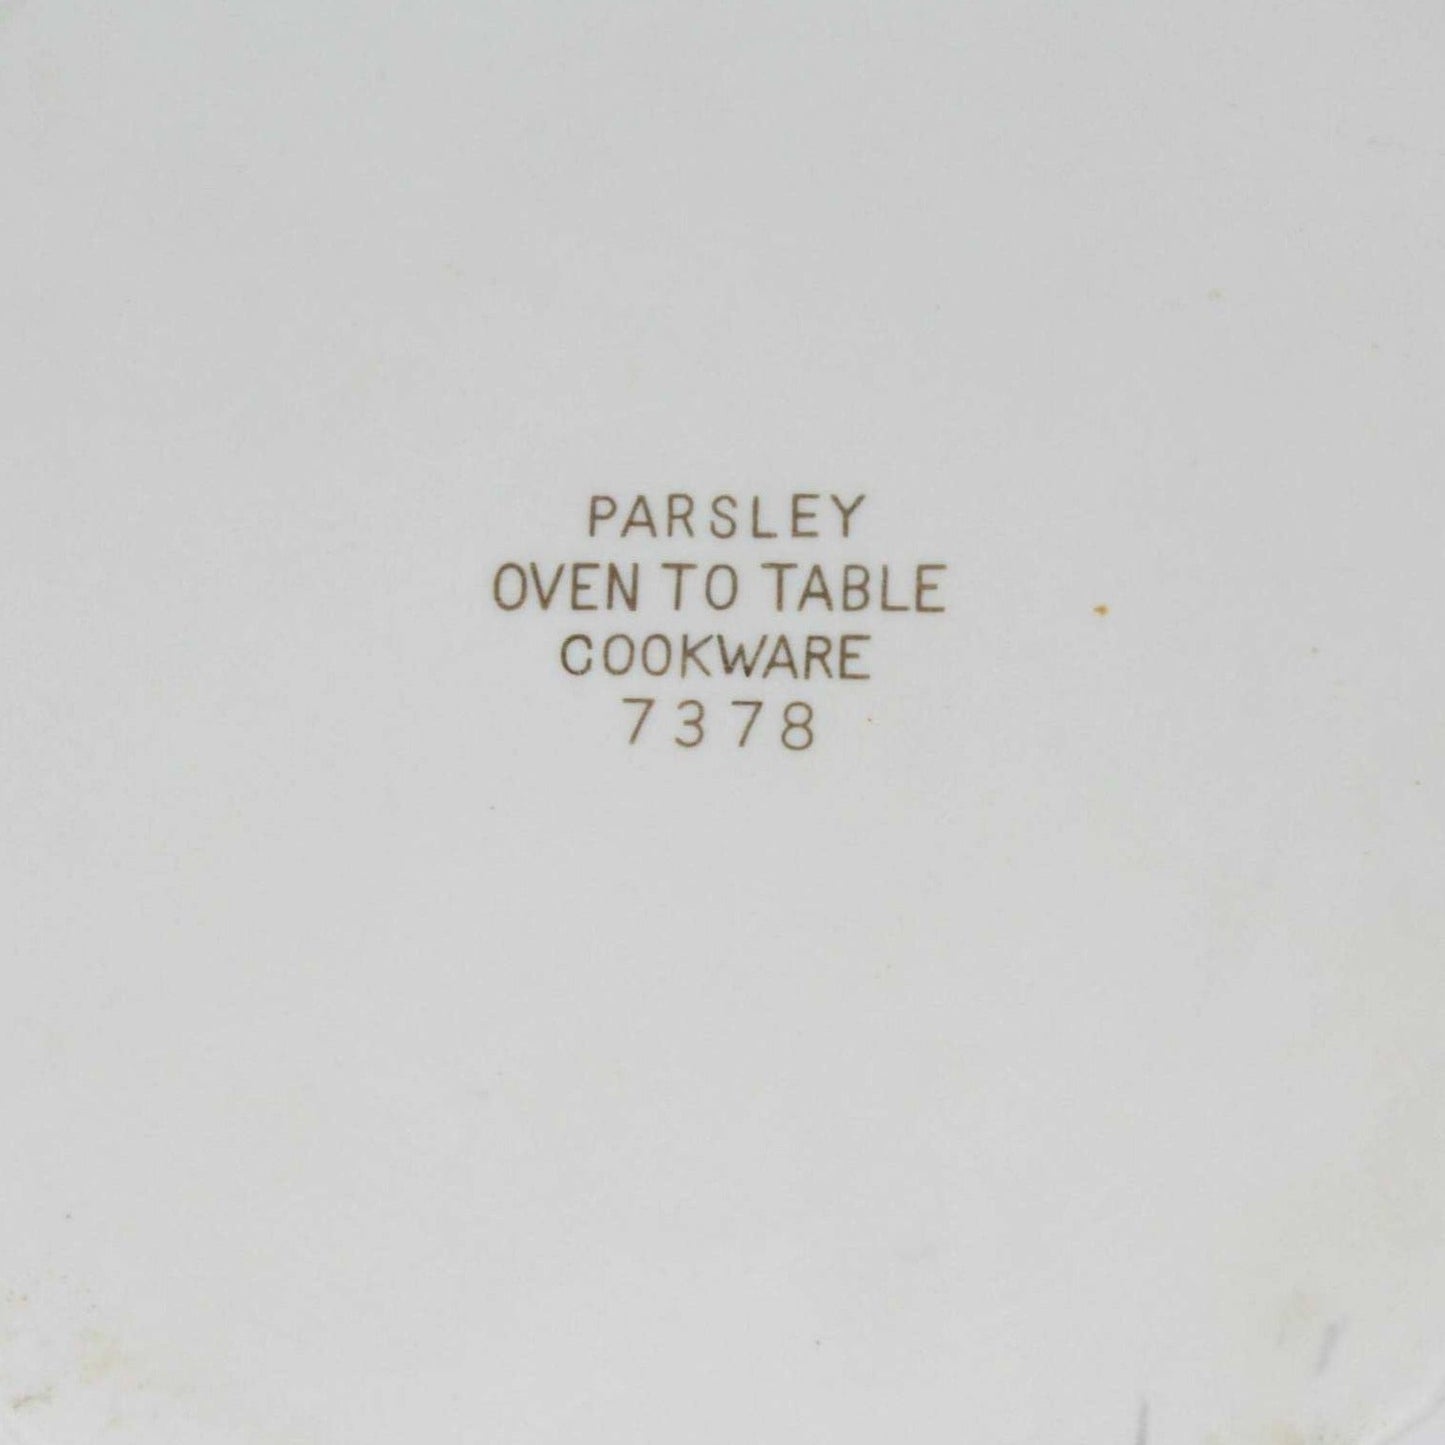 PARSLEY
OVEN TO TABLE
COOKWARE
7378